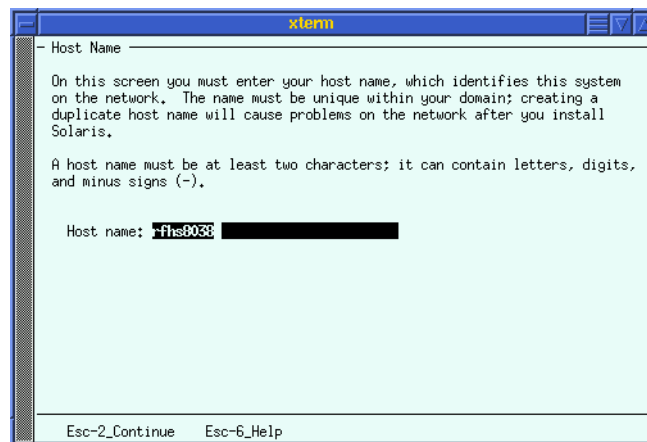 xterm
Host Name
On this screen you must enter your host name, which identifies this system
on the network.  The name must be unique within your domain; creating a
duplicate host name will cause problems on the network after you install
Solaris.
A host name must be at least two characters; it can contain letters, digits,
and minus signs (-).
Host name: rfhs8038
Esc-2_Continue    Esc-6_Help